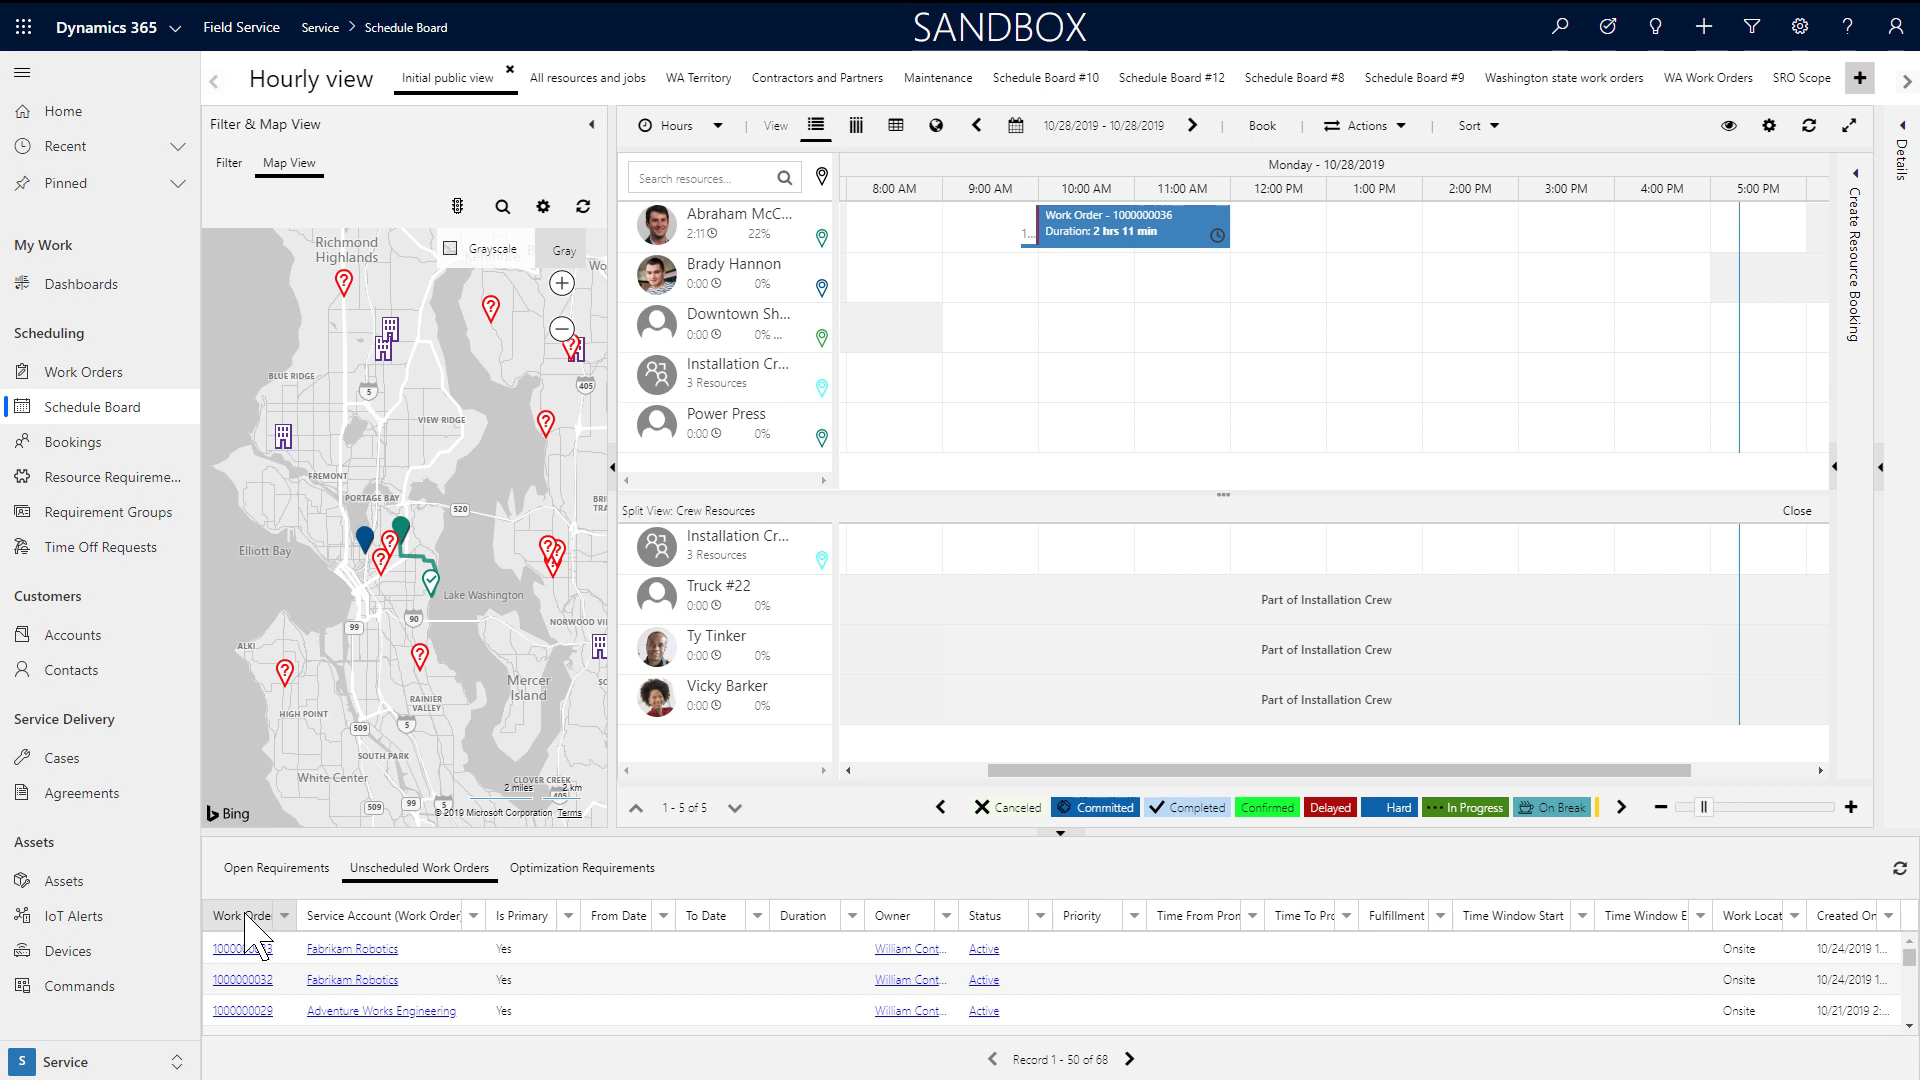 Dynamics 365 Field Service Service > Schedule Board SANDBOX
Hourly view Initial public view All resources and jobs WA Territory Contractors and Partners Maintenance Schedule Board #10 Schedule Board #12 Schedule Board #8 Schedule Board #9 Washington state work orders WA Work Orders SRO Scope
Home
Recent
Pinned
My Work
Dashboards
Scheduling
Work Orders
Schedule Board
Bookings
Resource Requireme...
Requirement Groups
Time Off Requests
Customers
Accounts
Contacts
Service Delivery
Cases
Agreements
Assets
Assets
IoT Alerts
Devices
Commands
S Service
Filter & Map View
Filter Map View
Grayscale Gray
Richmond
Highlands
BLUE RIDGE
5
405
VIEW RIDGE
FREMONT
PORTAGE BAY
520
Elliott Bay
Lake Washington
90
99
ALKI
Mercer
Island
RAINIER
VALLEY
HIGH POINT
509
5
SOUTH PARK
White Center
CLOVER CREEK
2 miles 2 km
509 99 5 405
Bing © 2019 Microsoft Corporation Terms
Hours View 10/28/2019 - 10/28/2019 Book Actions Sort
Search resources...
Monday - 10/28/2019
8:00 AM 9:00 AM 10:00 AM 11:00 AM 12:00 PM 1:00 PM 2:00 PM 3:00 PM 4:00 PM 5:00 PM
Abraham McC...
2:11 22%
1...
Work Order - 1000000036
Duration: 2 hrs 11 min
Brady Hannon
0:00 0%
Downtown Sh...
0:00 0% ...
Installation Cr...
3 Resources
Power Press
0:00 0%
Split View: Crew Resources Close
Installation Cr...
3 Resources
Truck #22
0:00 0%
Part of Installation Crew
Ty Tinker
0:00 0%
Part of Installation Crew
Vicky Barker
0:00 0%
Part of Installation Crew
1 - 5 of 5 Canceled Committed Completed Confirmed Delayed Hard In Progress On Break
Create Resource Booking
Details
Open Requirements Unscheduled Work Orders Optimization Requirements
Work Orde Service Account (Work Order Is Primary From Date To Date Duration Owner Status Priority Time From Pron Time To Pro Fulfillment Time Window Start Time Window E Work Locat Created On
Fabrikam Robotics Yes William Cont... Active Onsite 10/24/2019 1...
1000000032 Fabrikam Robotics Yes William Cont... Active Onsite 10/24/2019 1...
1000000029 Adventure Works Engineering Yes William Cont... Active Onsite 10/21/2019 2:...
Record 1 - 50 of 68